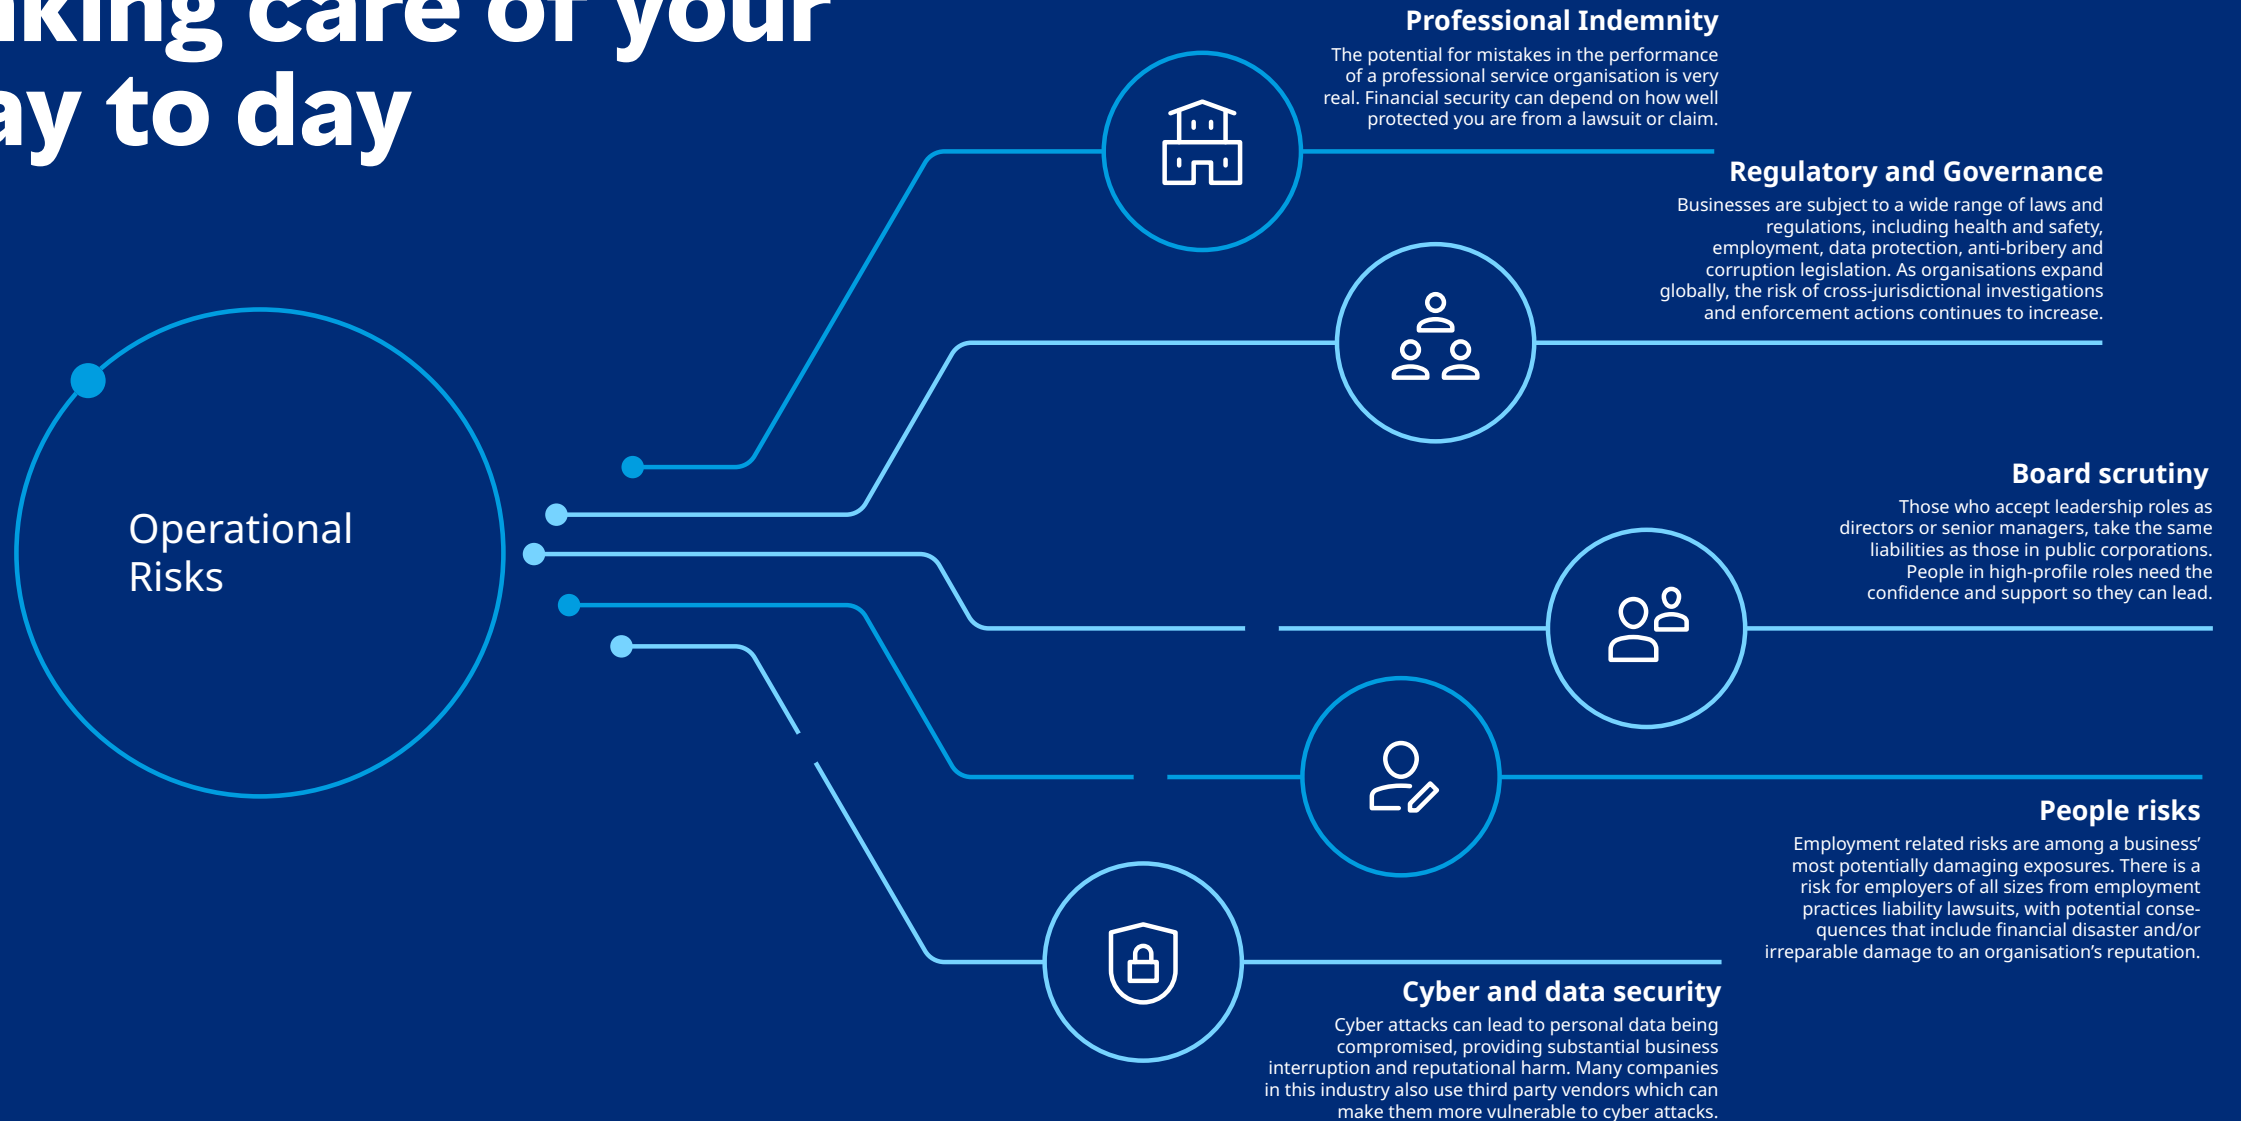 king care of your
ay to day
Operational
Risks
Professional Indemnity
The potential for mistakes in the performance
of a professional service organisation is very
real. Financial security can depend on how well
protected you are from a lawsuit or claim.
Regulatory and Governance
Businesses are subject to a wide range of laws and
regulations, including health and safety,
employment, data protection, anti-bribery and
corruption legislation. As organisations expand
globally, the risk of cross-jurisdictional investigations
and enforcement actions continues to increase.
Board scrutiny
Those who accept leadership roles as
directors or senior managers, take the same
liabilities as those in public corporations.
People in high-profile roles need the
confidence and support so they can lead.
People risks
Employment related risks are among a business’
most potentially damaging exposures. There is a
risk for employers of all sizes from employment
practices liability lawsuits, with potential conse-
quences that include financial disaster and/or
irreparable damage to an organisation’s reputation.
Cyber and data security
Cyber attacks can lead to personal data being
compromised, providing substantial business
interruption and reputational harm. Many companies
in this industry also use third party vendors which can
make them more vulnerable to cyber attacks.